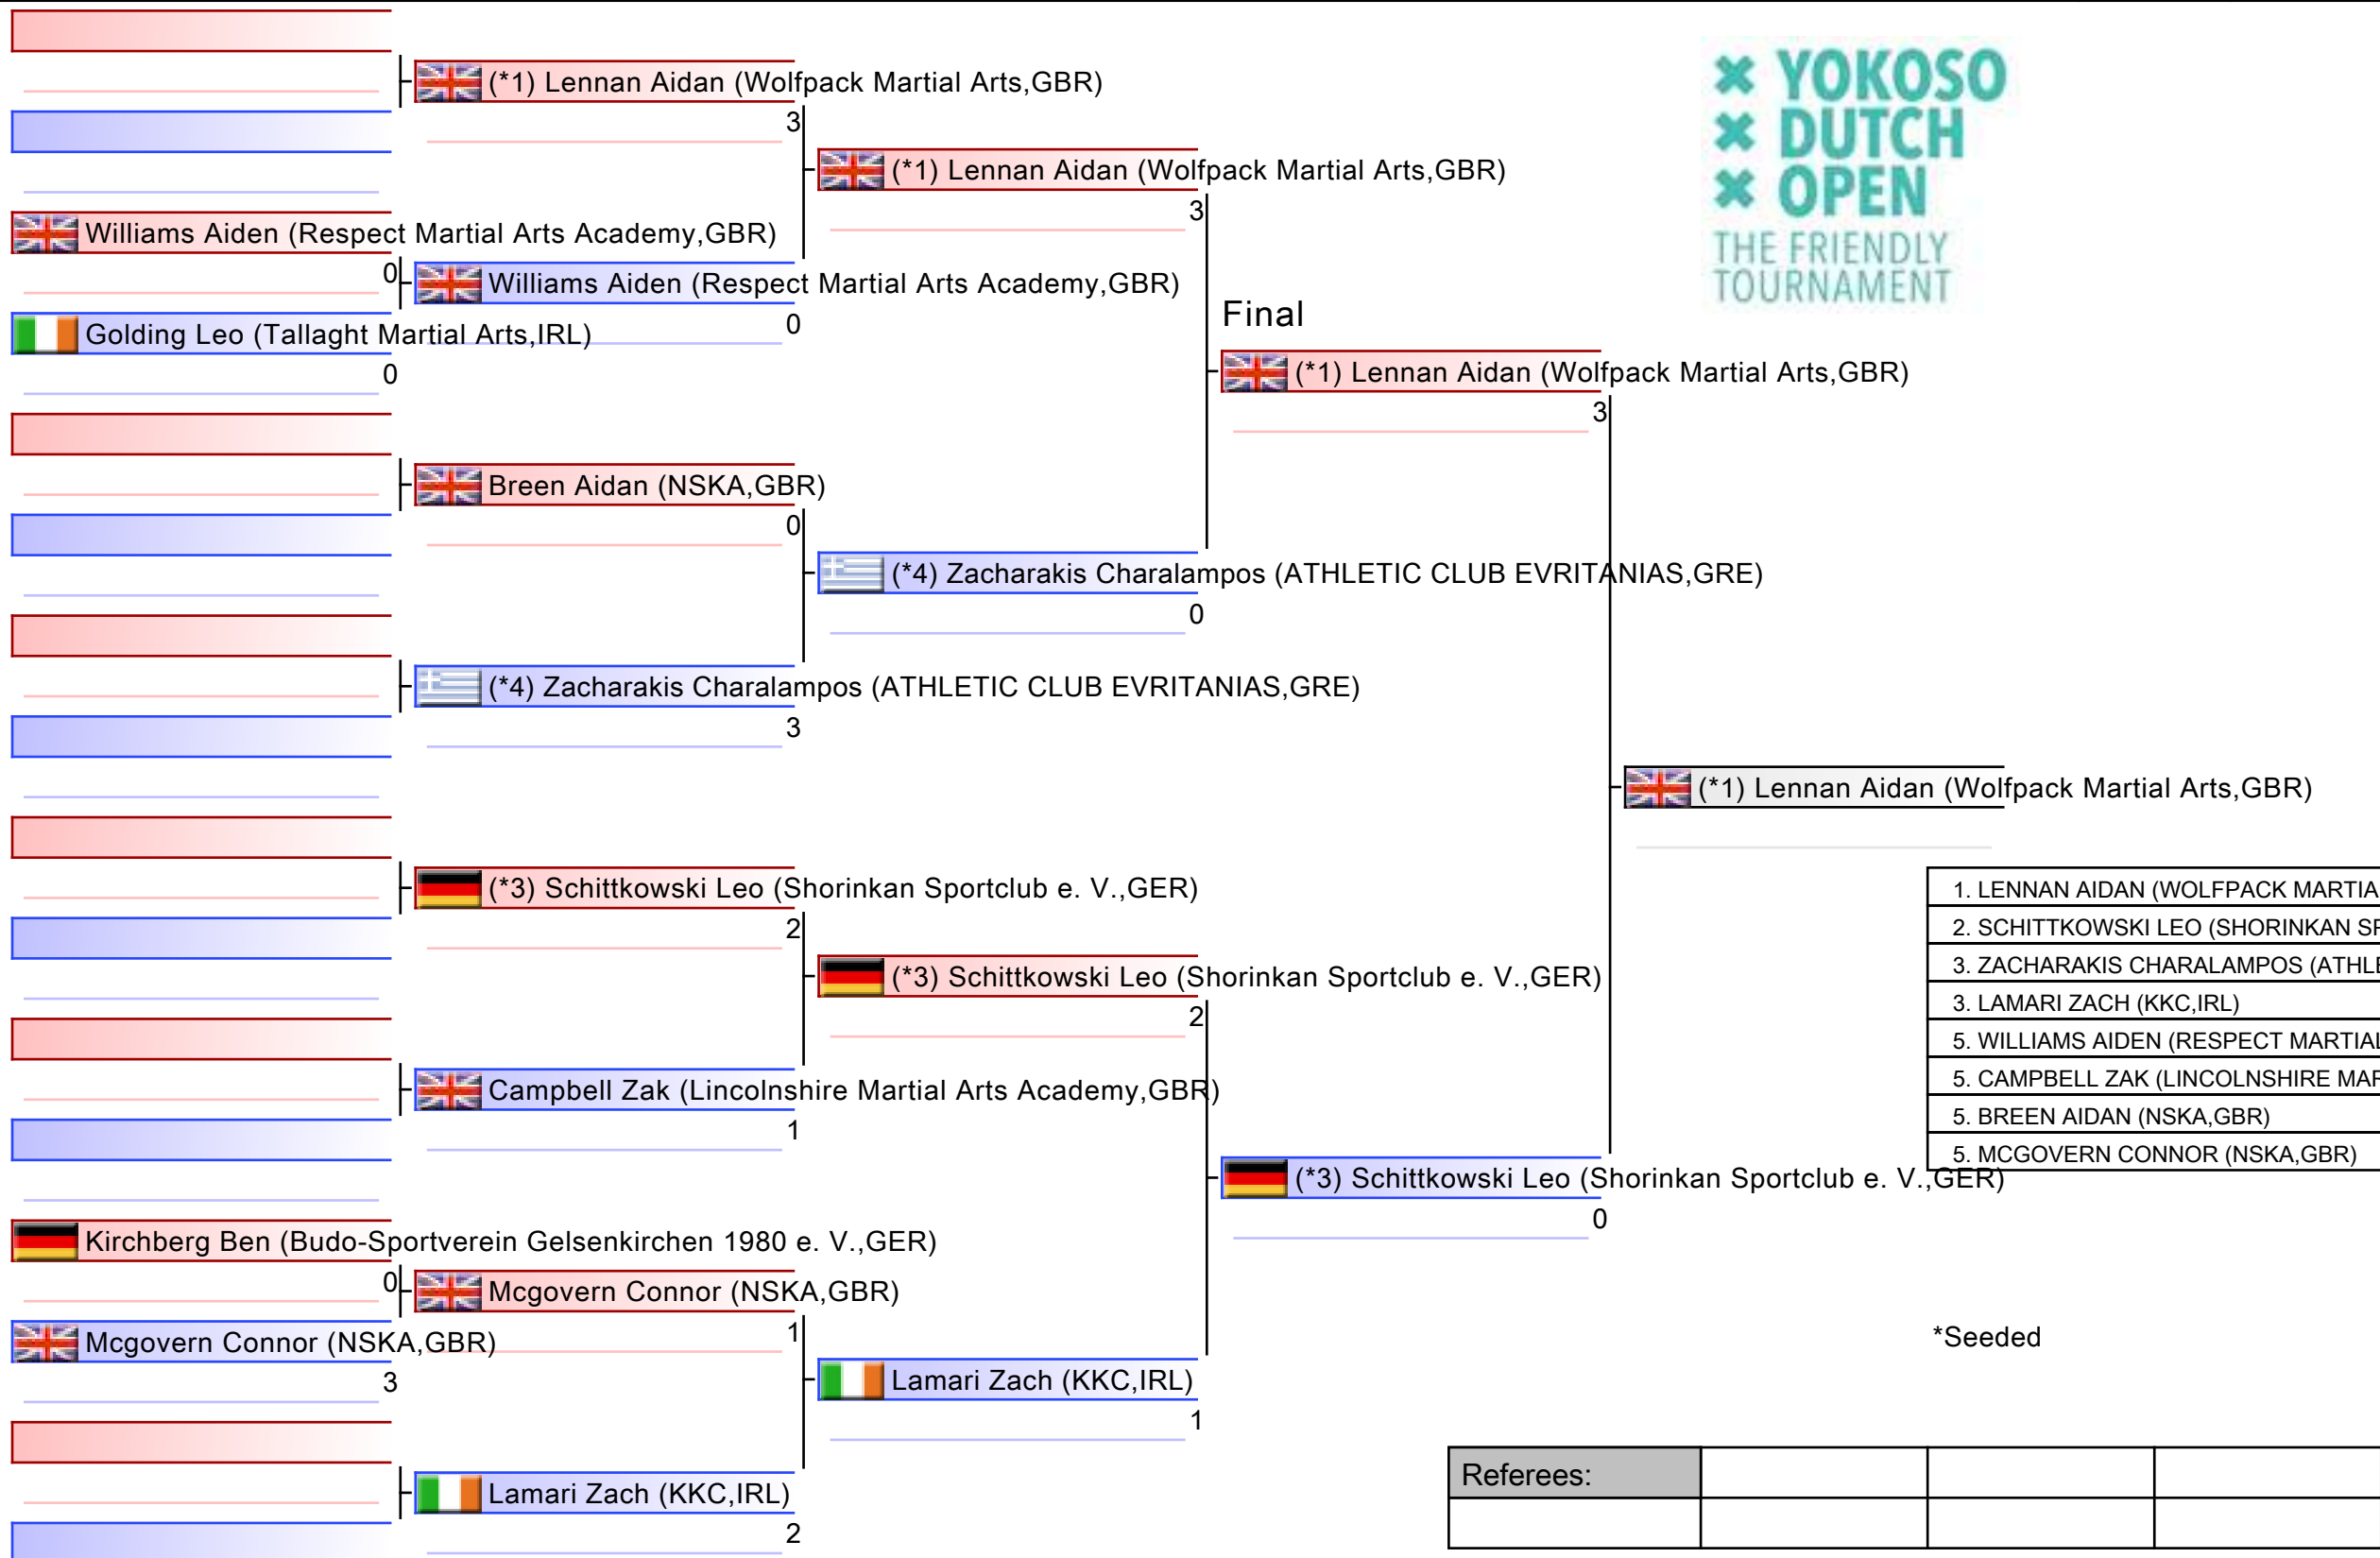 (*1) Lennan Aidan (Wolfpack Martial Arts,GBR)
3
Williams Aiden (Respect Martial Arts Academy,GBR)
0
Williams Aiden (Respect Martial Arts Academy,GBR)
0
Golding Leo (Tallaght Martial Arts,IRL)
0
(*1) Lennan Aidan (Wolfpack Martial Arts,GBR)
3
Breen Aidan (NSKA,GBR)
0
(*4) Zacharakis Charalampos (ATHLETIC CLUB EVRITANIAS,GRE)
0
(*4) Zacharakis Charalampos (ATHLETIC CLUB EVRITANIAS,GRE)
3
YOKOSO
DUTCH
OPEN
THE FRIENDLY
TOURNAMENT
Final
(*1) Lennan Aidan (Wolfpack Martial Arts,GBR)
3
(*1) Lennan Aidan (Wolfpack Martial Arts,GBR)
(*3) Schittkowski Leo (Shorinkan Sportclub e. V.,GER)
2
(*3) Schittkowski Leo (Shorinkan Sportclub e. V.,GER)
2
Campbell Zak (Lincolnshire Martial Arts Academy,GBR)
1
(*3) Schittkowski Leo (Shorinkan Sportclub e. V.,GER)
0
Kirchberg Ben (Budo-Sportverein Gelsenkirchen 1980 e. V.,GER)
0
Mcgovern Connor (NSKA,GBR)
1
Mcgovern Connor (NSKA,GBR)
3
Lamari Zach (KKC,IRL)
1
Lamari Zach (KKC,IRL)
2
1. LENNAN AIDAN (WOLFPACK MARTIA
2. SCHITTKOWSKI LEO (SHORINKAN SP
3. ZACHARAKIS CHARALAMPOS (ATHLE
3. LAMARI ZACH (KKC,IRL)
5. WILLIAMS AIDEN (RESPECT MARTIAL
5. CAMPBELL ZAK (LINCOLNSHIRE MAR
5. BREEN AIDAN (NSKA,GBR)
5. MCGOVERN CONNOR (NSKA,GBR)
*Seeded
Referees: